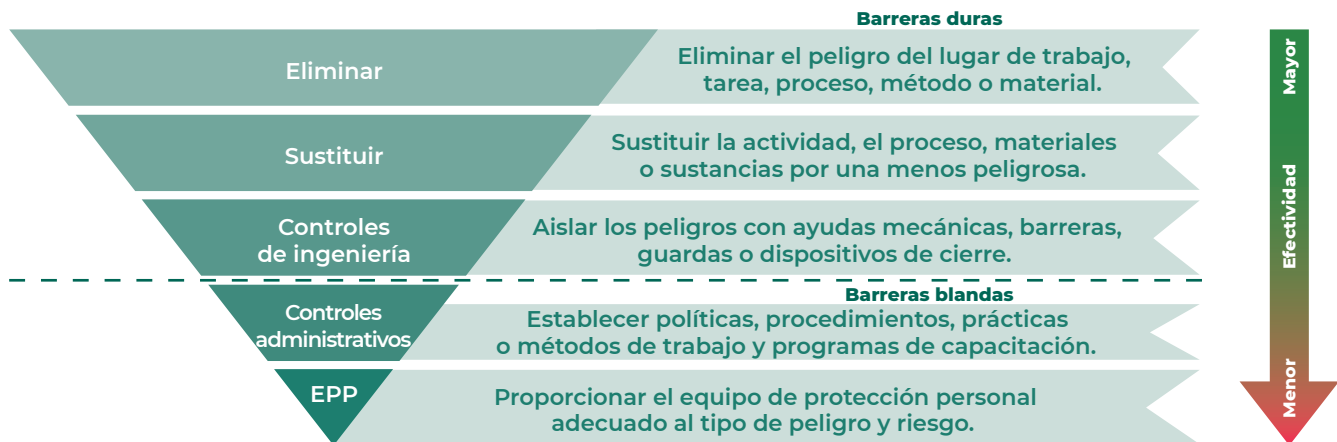 Barreras duras
Eliminar
Eliminar el peligro del lugar de trabajo,
tarea, proceso, método o material.
Sustituir
Sustituir la actividad, el proceso, materiales
o sustancias por una menos peligrosa.
Controles
de ingeniería
Aislar los peligros con ayudas mecánicas, barreras,
guardas o dispositivos de cierre.
Barreras blandas
Controles
administrativos
Establecer políticas, procedimientos, prácticas
o métodos de trabajo y programas de capacitación.
EPP
Proporcionar el equipo de protección personal
adecuado al tipo de peligro y riesgo.
Mayor
Efectividad
Menor